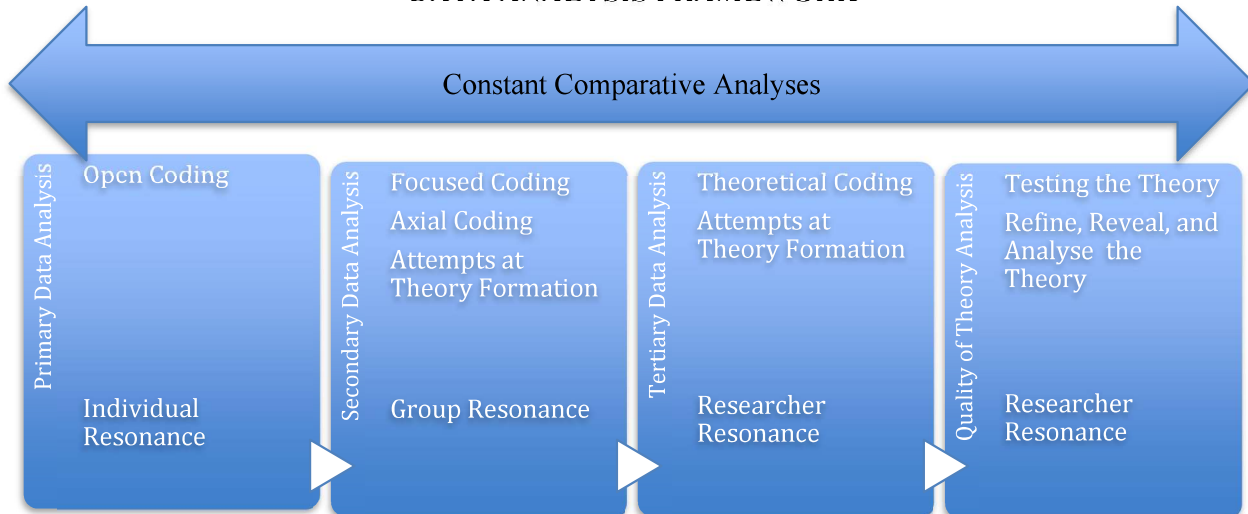 Constant Comparative Analyses
Primary Data Analysis
Open Coding
Individual
Resonance
Secondary Data Analysis
Focused Coding
Axial Coding
Attempts at
Theory Formation
Group Resonance
Tertiary Data Analysis
Theoretical Coding
Attempts at
Theory Formation
Researcher
Resonance
Quality of Theory Analysis
Testing the Theory
Refine, Reveal, and
Analyse the
Theory
Researcher
Resonance